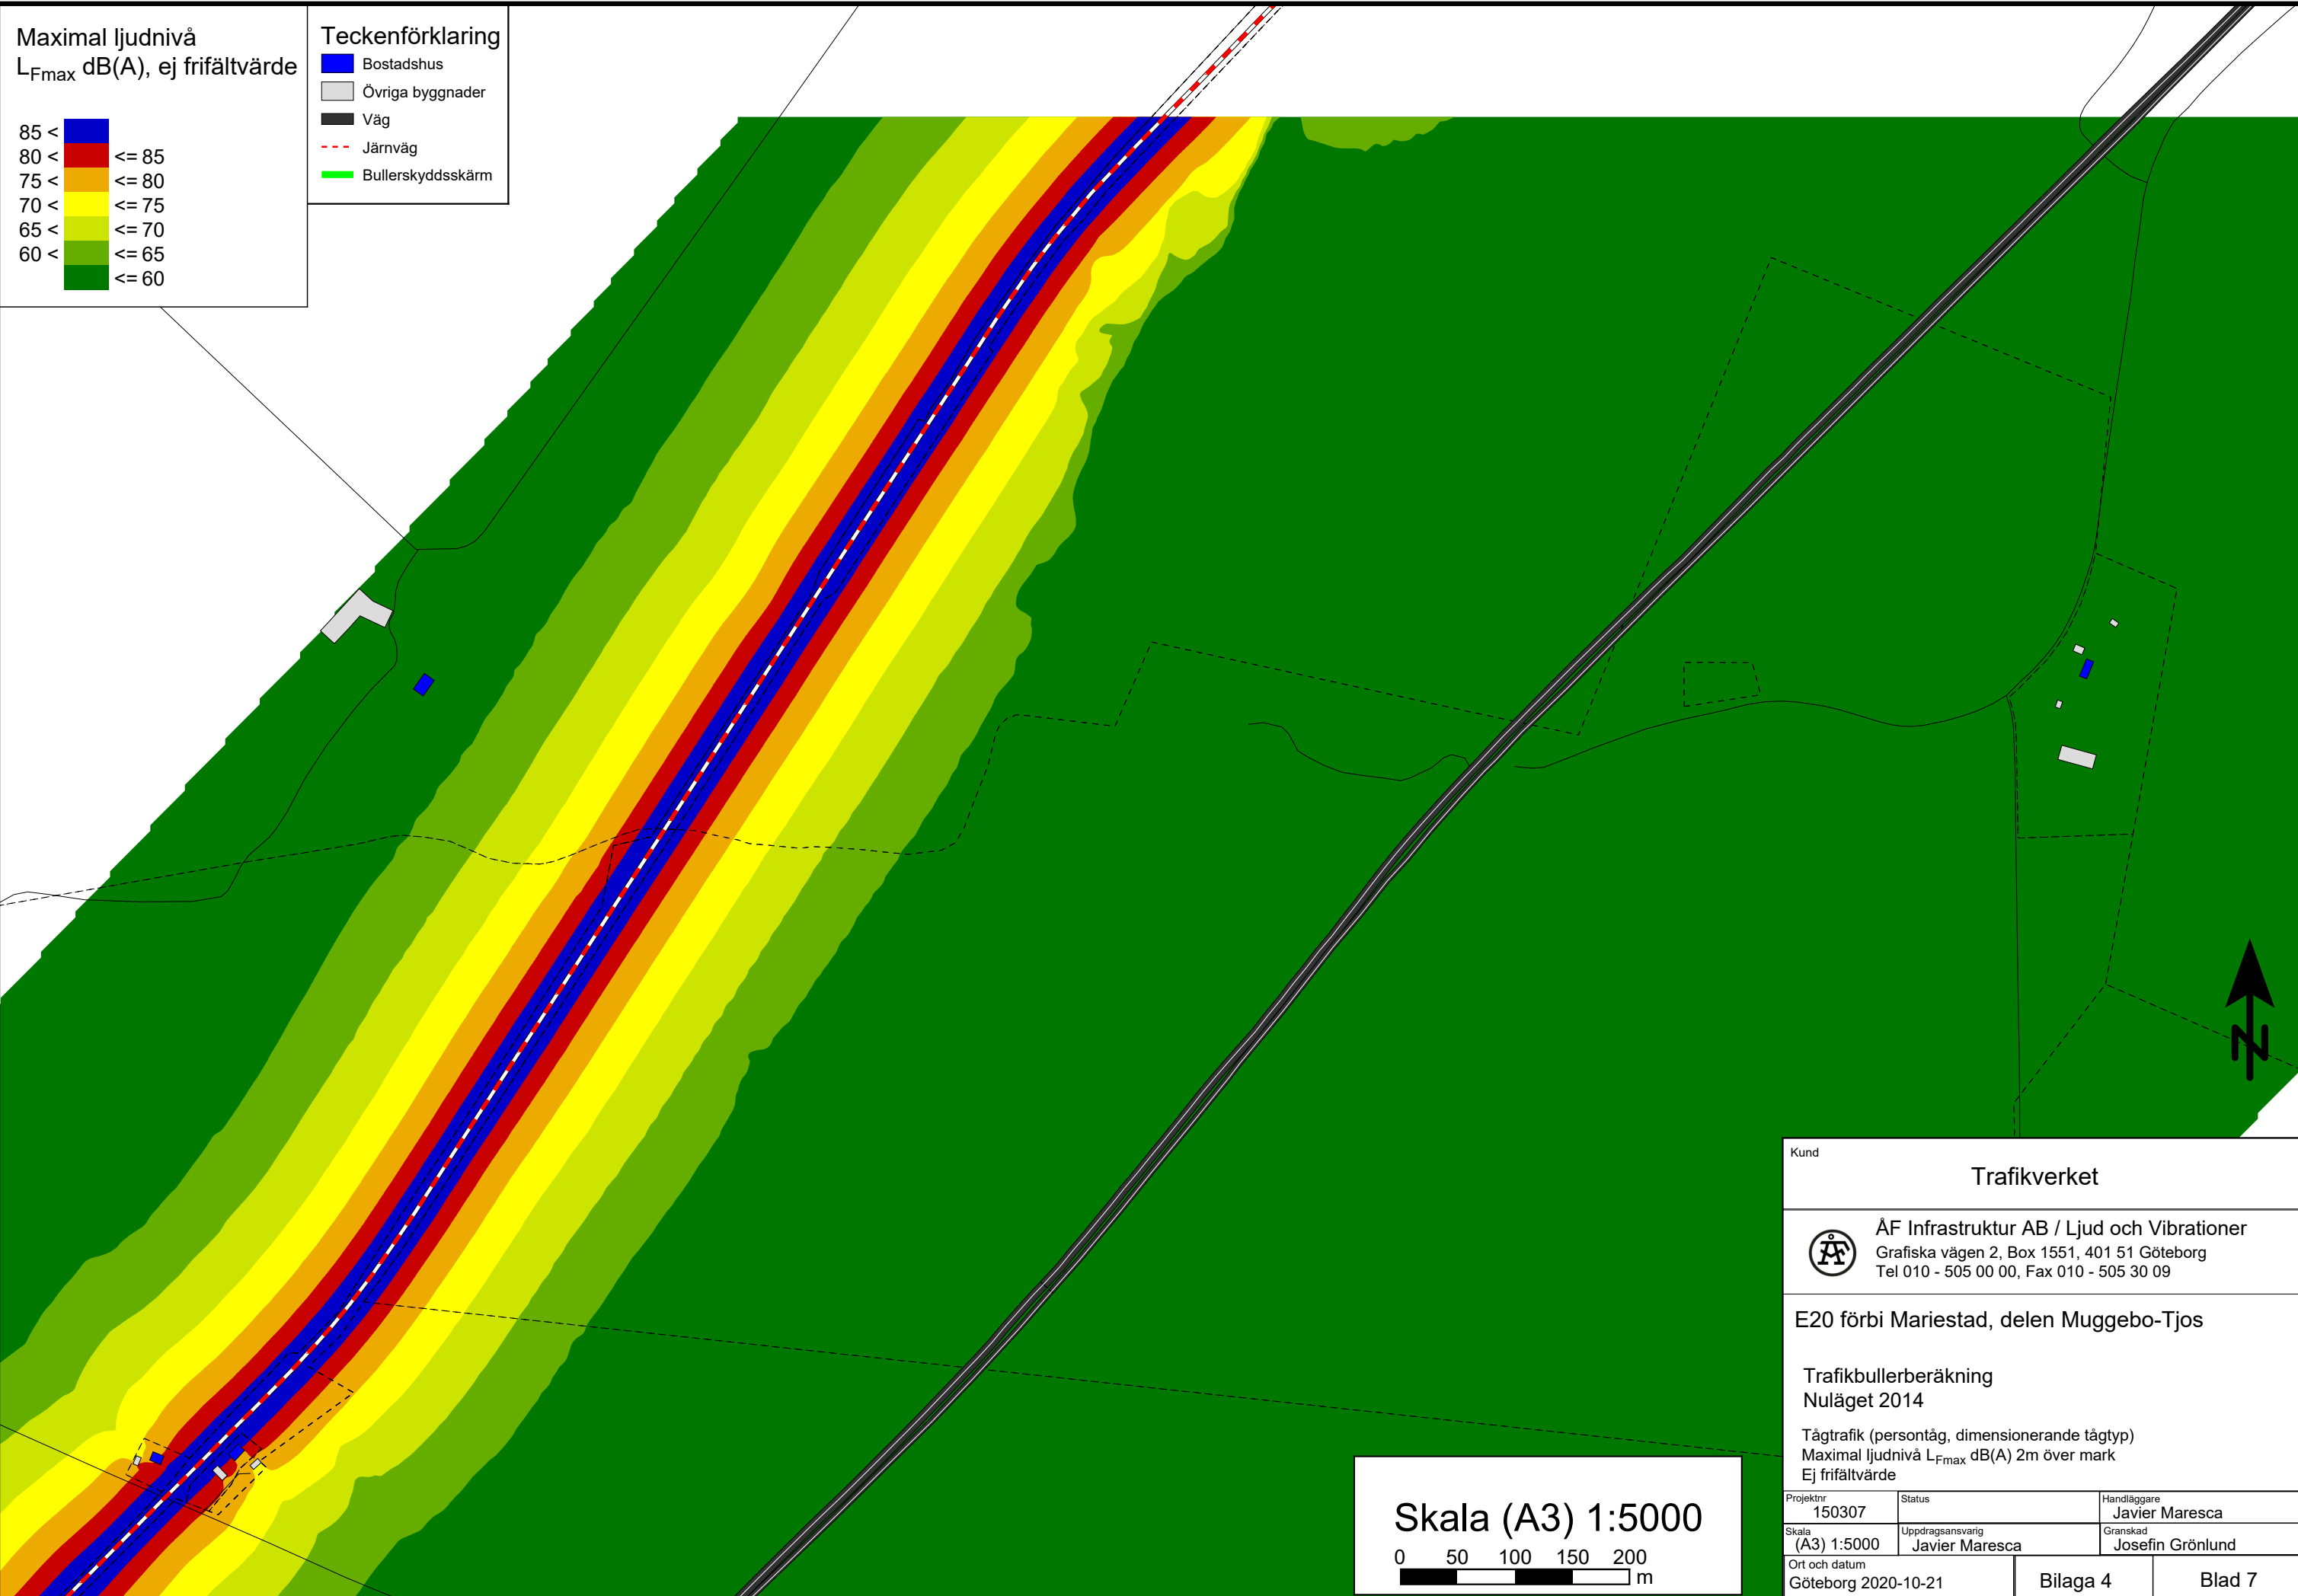 Maximal ljudnivå
LFmax dB(A), ej frifältvärde
85 <
80 < <= 85
75 < <= 80
70 < <= 75
65 < <= 70
60 < <= 65
<= 60
Teckenförklaring
Bostadshus
Övriga byggnader
Väg
Järnväg
Bullerskyddsskärm
N
Skala (A3) 1:5000
0 50 100 150 200
m
Kund
Trafikverket
ÅF
ÅF Infrastruktur AB / Ljud och Vibrationer
Grafiska vägen 2, Box 1551, 401 51 Göteborg
Tel 010 - 505 00 00, Fax 010 - 505 30 09
E20 förbi Mariestad, delen Muggebo-Tjos
Trafikbullerberäkning
Nuläget 2014
Tågtrafik (persontåg, dimensionerande tågtyp)
Maximal ljudnivå LFmax dB(A) 2m över mark
Ej frifältvärde
Projektnr Status Handläggare
150307 Javier Maresca
Skala Uppdragsansvarig Granskad
(A3) 1:5000 Javier Maresca Josefin Grönlund
Ort och datum
Göteborg 2020-10-21 Bilaga 4 Blad 7